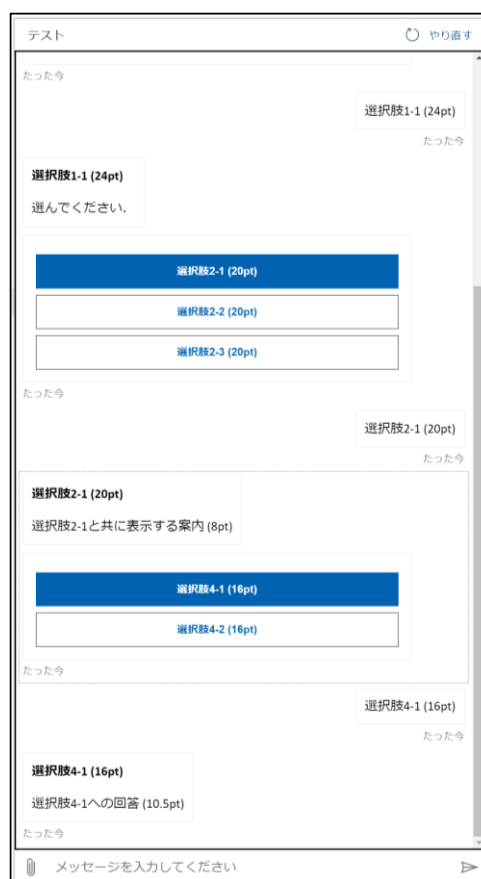 テスト
やり直す
たった今
選択肢1-1 (24pt)
たった今
選択肢1-1 (24pt)
選んでください.
選択肢2-1 (20pt)
選択肢2-2 (20pt)
選択肢2-3 (20pt)
たった今
選択肢2-1 (20pt)
たった今
選択肢2-1 (20pt)
選択肢2-1と共に表示する案内 (8pt)
選択肢4-1 (16pt)
選択肢4-2 (16pt)
たった今
選択肢4-1 (16pt)
たった今
選択肢4-1 (16pt)
選択肢4-1への回答 (10.5pt)
たった今
メッセージを入力してください